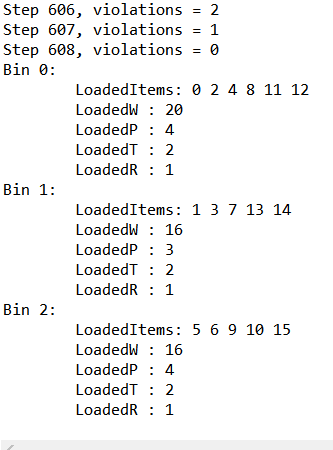 Step 606, violations = 2
Step 607, violations = 1
Step 608, violations = 0
Bin 0:
LoadedItems: 0 2 4 8 11 12
LoadedW : 20
LoadedP : 4
LoadedT : 2
LoadedR : 1
Bin 1:
LoadedItems: 1 3 7 13 14
LoadedW : 16
LoadedP : 3
LoadedT : 2
LoadedR : 1
Bin 2:
LoadedItems: 5 6 9 10 15
LoadedW : 16
LoadedP : 4
LoadedT : 2
LoadedR : 1